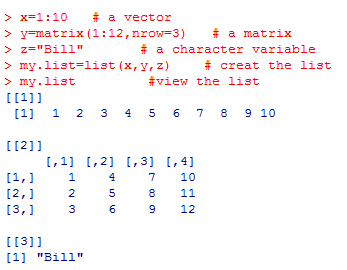 > x=1:10   # a vector
> y=matrix(1:12,nrow=3)   # a matrix
> z="Bill"        # a character variable
> my.list=list(x,y,z)    # creat the list
> my.list         #view the list
[[1]]
 [1]  1  2  3  4  5  6  7  8  9 10

[[2]]
     [,1] [,2] [,3] [,4]
[1,]    1    4    7   10
[2,]    2    5    8   11
[3,]    3    6    9   12

[[3]]
[1] "Bill"